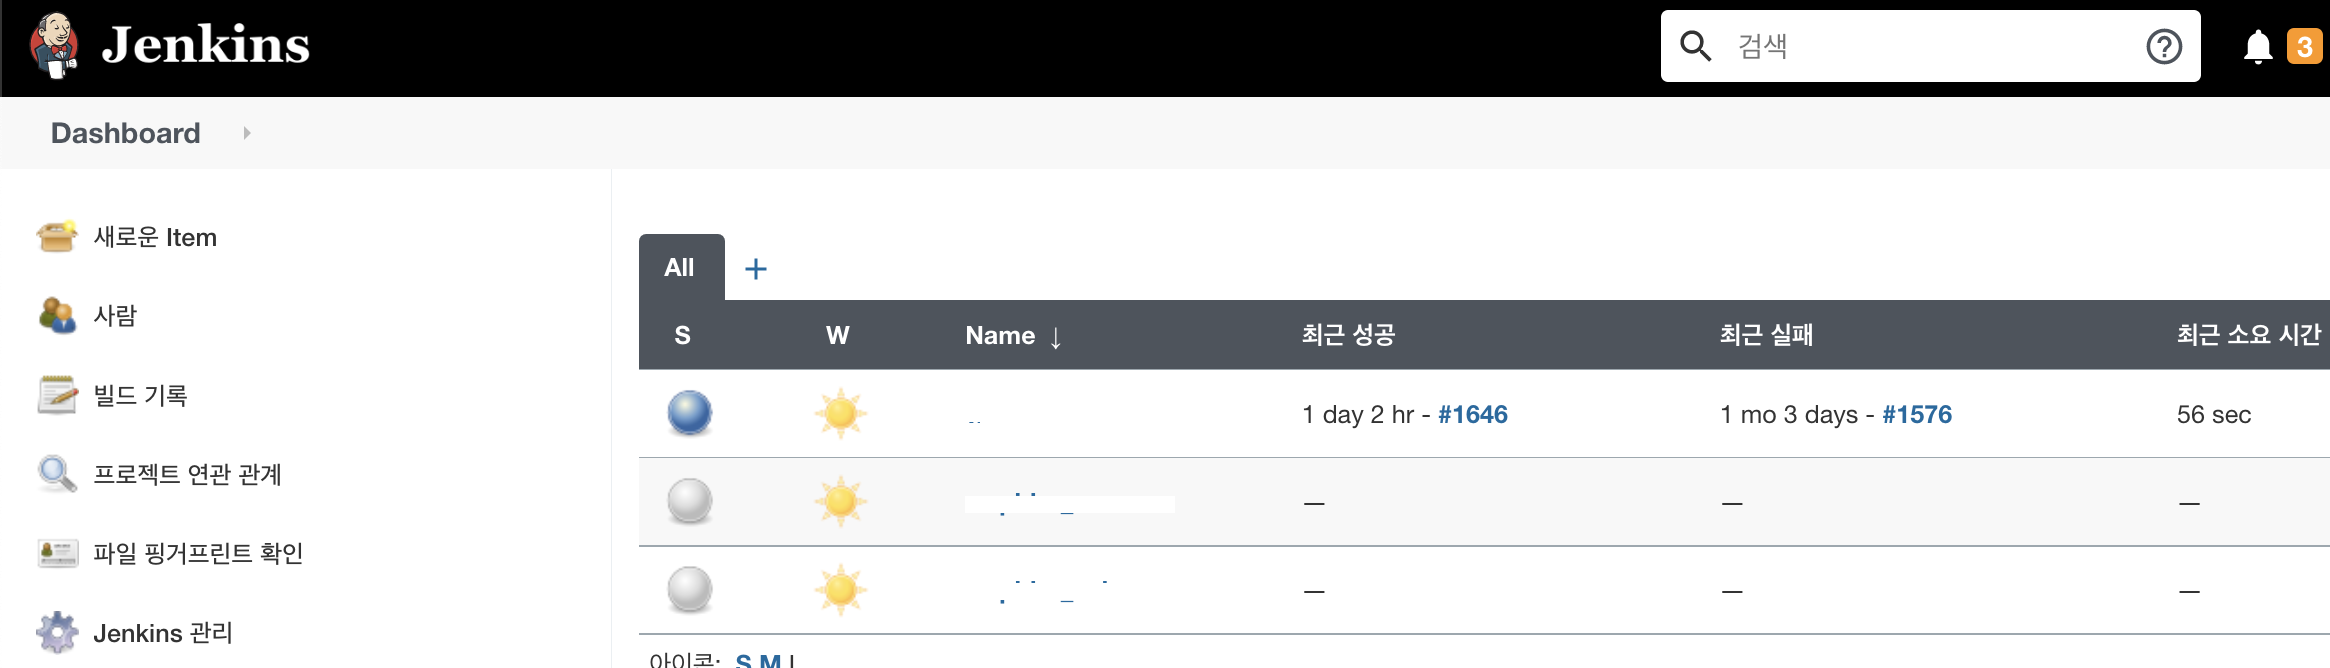 Jenkins
검색
3
Dashboard
새로운 Item
사람
빌드 기록
프로젝트 연관 관계
파일 핑거프린트 확인
Jenkins 관리
All +
S W Name ↓ 최근 성공 최근 실패 최근 소요 시간
1 day 2 hr - #1646 1 mo 3 days - #1576 56 sec
— — —
— — —
아이콘: S M L